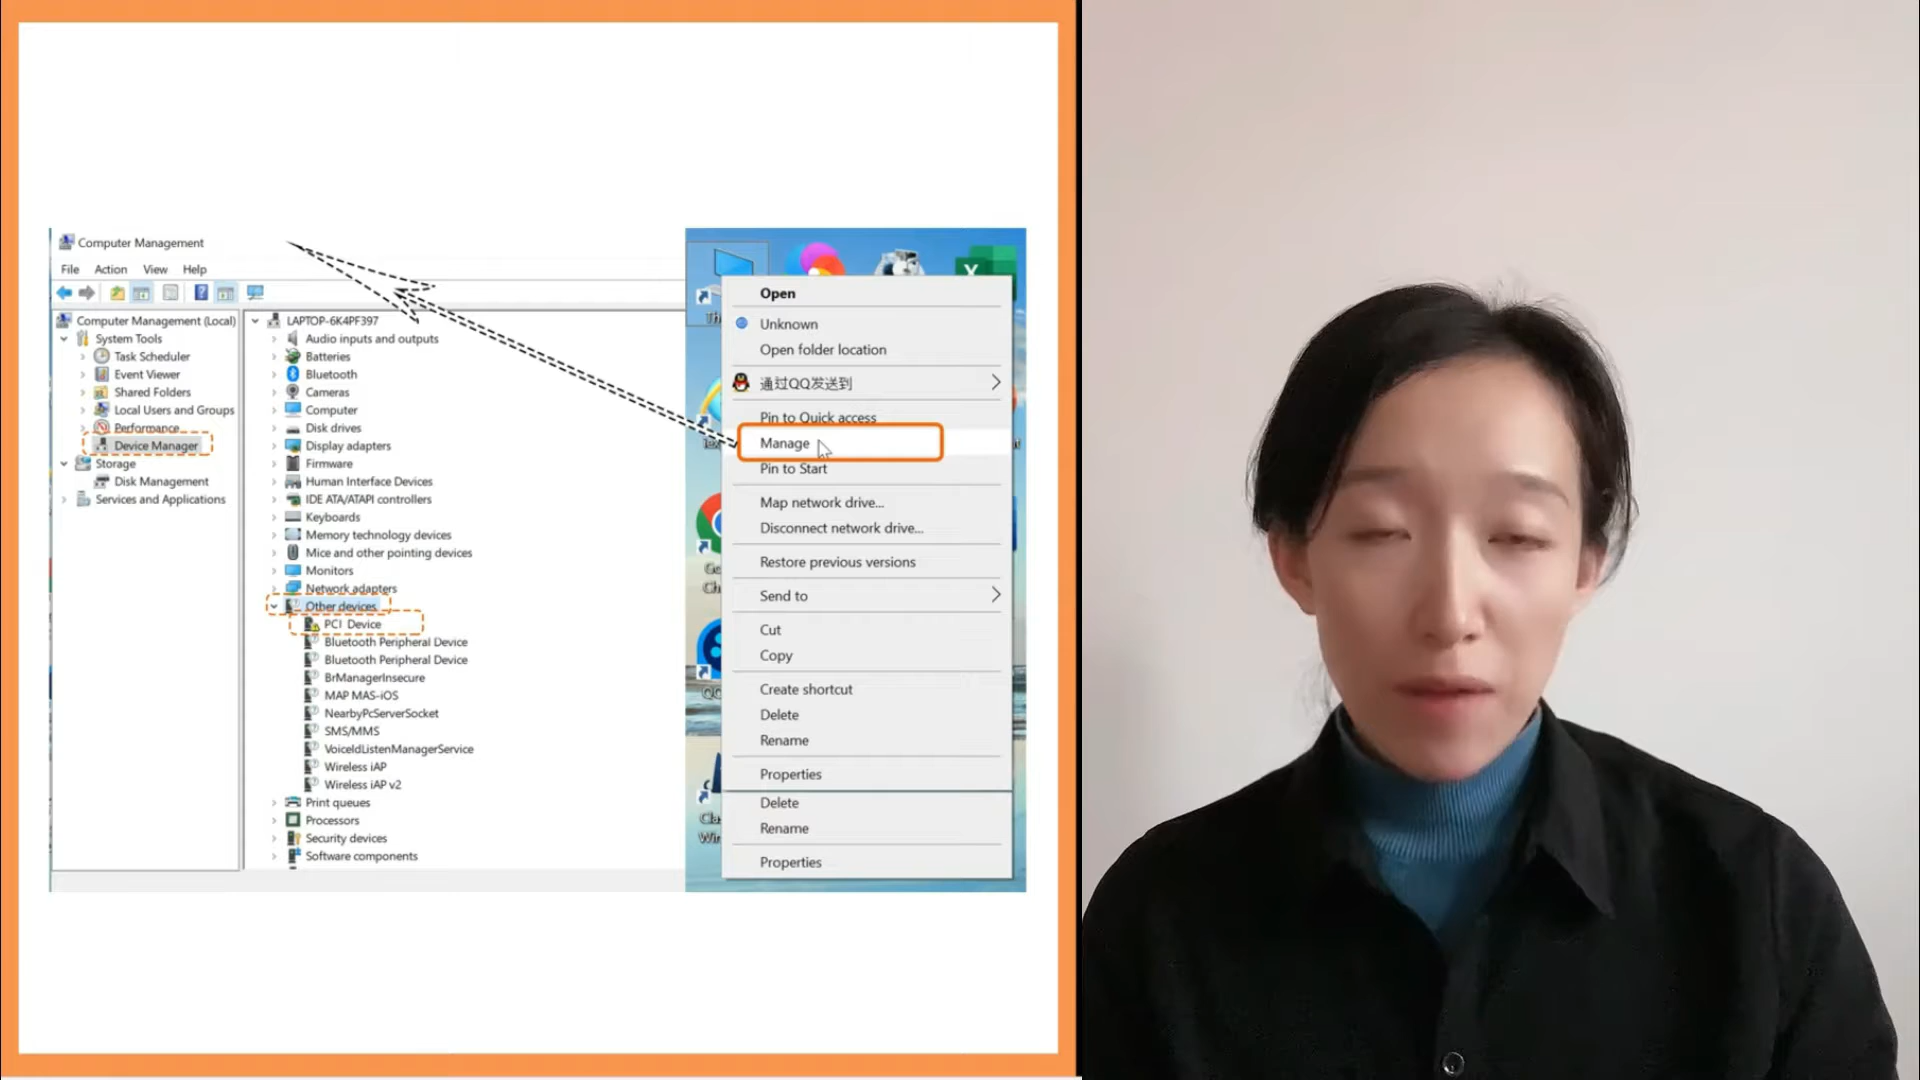 Computer Management
File Action View Help
Computer Management (Local)
System Tools
Task Scheduler
Event Viewer
Shared Folders
Local Users and Groups
Performance
Device Manager
Storage
Disk Management
Services and Applications
LAPTOP-6K4PF397
Audio inputs and outputs
Batteries
Bluetooth
Cameras
Computer
Disk drives
Display adapters
Firmware
Human Interface Devices
IDE ATA/ATAPI controllers
Keyboards
Memory technology devices
Mice and other pointing devices
Monitors
Network adapters
Other devices
PCI Device
Bluetooth Peripheral Device
Bluetooth Peripheral Device
BrManagerInsecure
MAP MAS-iOS
NearbyPcServerSocket
SMS/MMS
VoiceIdListenManagerService
Wireless iAP
Wireless iAP v2
Print queues
Processors
Security devices
Software components
Open
Unknown
Open folder location
通过QQ发送到
Pin to Quick access
Manage
Pin to Start
Map network drive...
Disconnect network drive...
Restore previous versions
Send to
Cut
Copy
Create shortcut
Delete
Rename
Properties
Delete
Rename
Properties